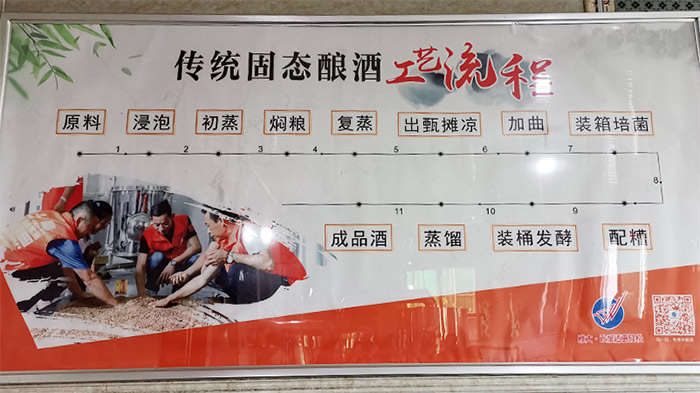 传统固态酿酒工艺流程
原料 浸泡 初蒸 焖粮 复蒸 出甑摊凉 加曲 装箱培菌
1 2 3 4 5 6 7
8
11 10 9
成品酒 蒸馏 装桶发酵 配糟